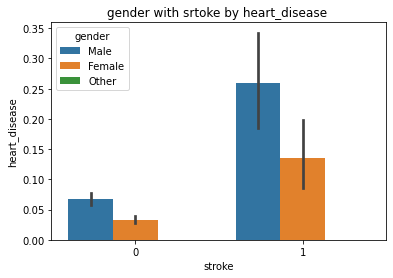 gender with srtoke by heart_disease
gender
Male
Female
Other
heart_disease
0.35
0.30
0.25
0.20
0.15
0.10
0.05
0.00
0 1
stroke